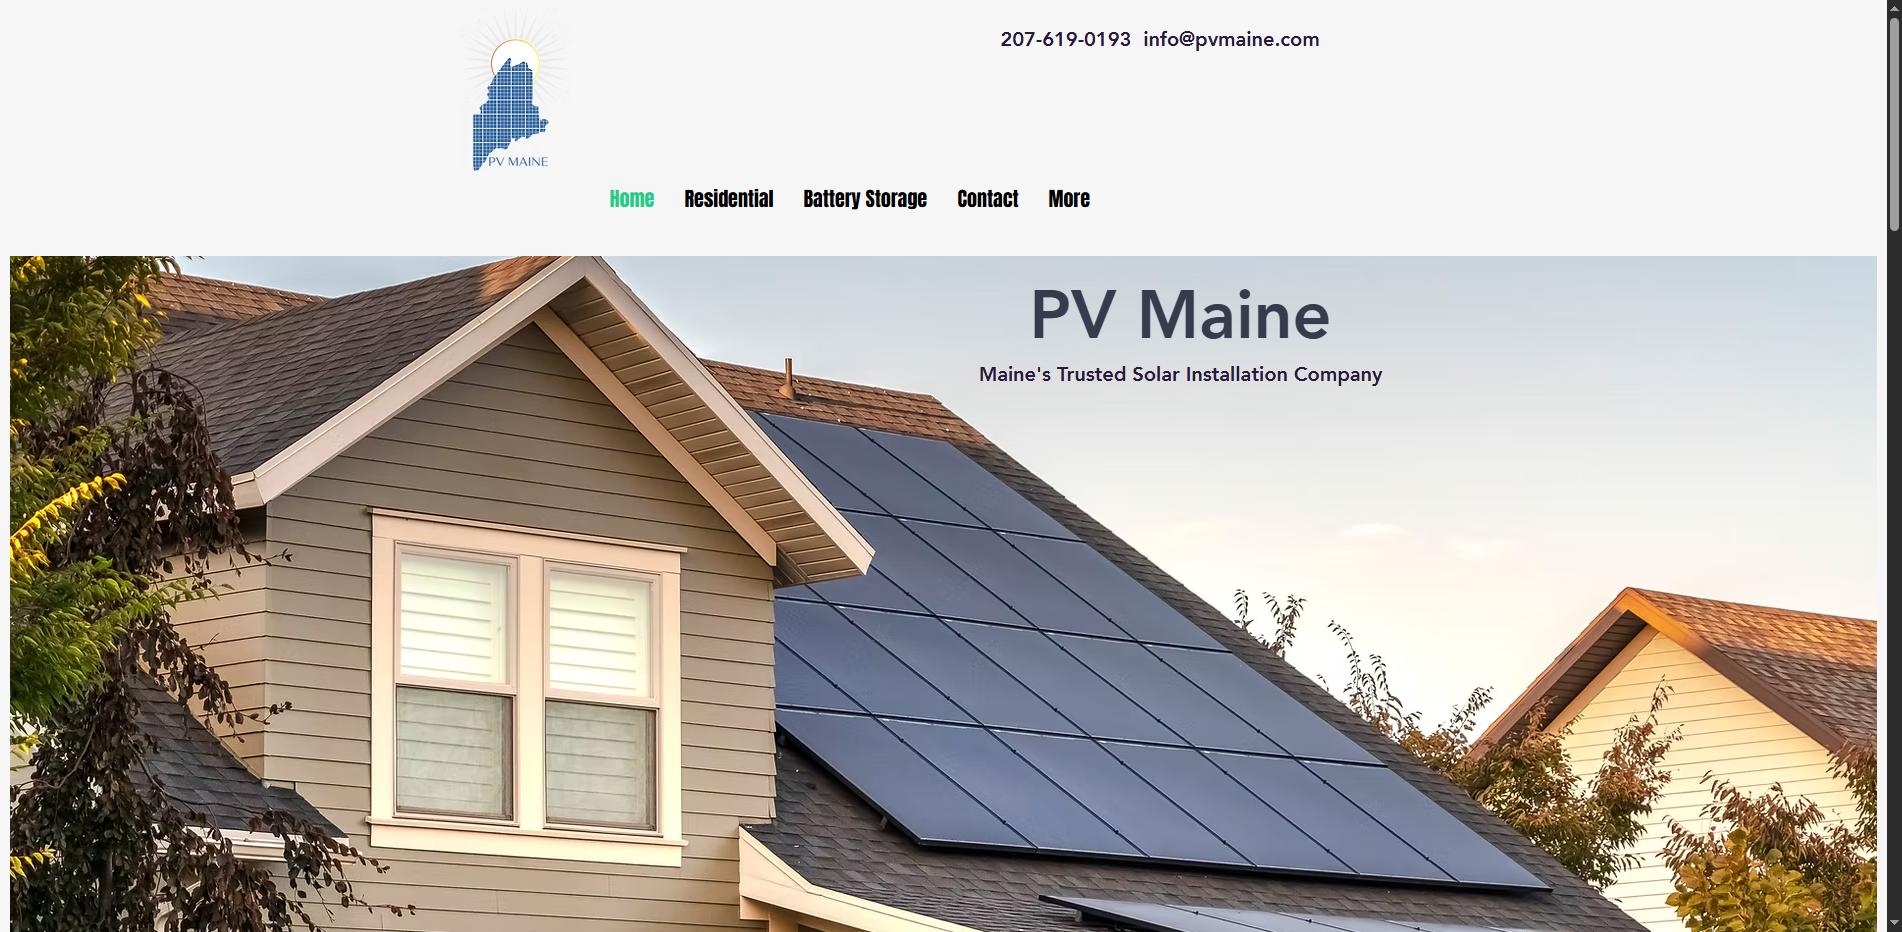 207-619-0193 info@pvmaine.com
PV MAINE
Home Residential Battery Storage Contact More
PV Maine
Maine's Trusted Solar Installation Company